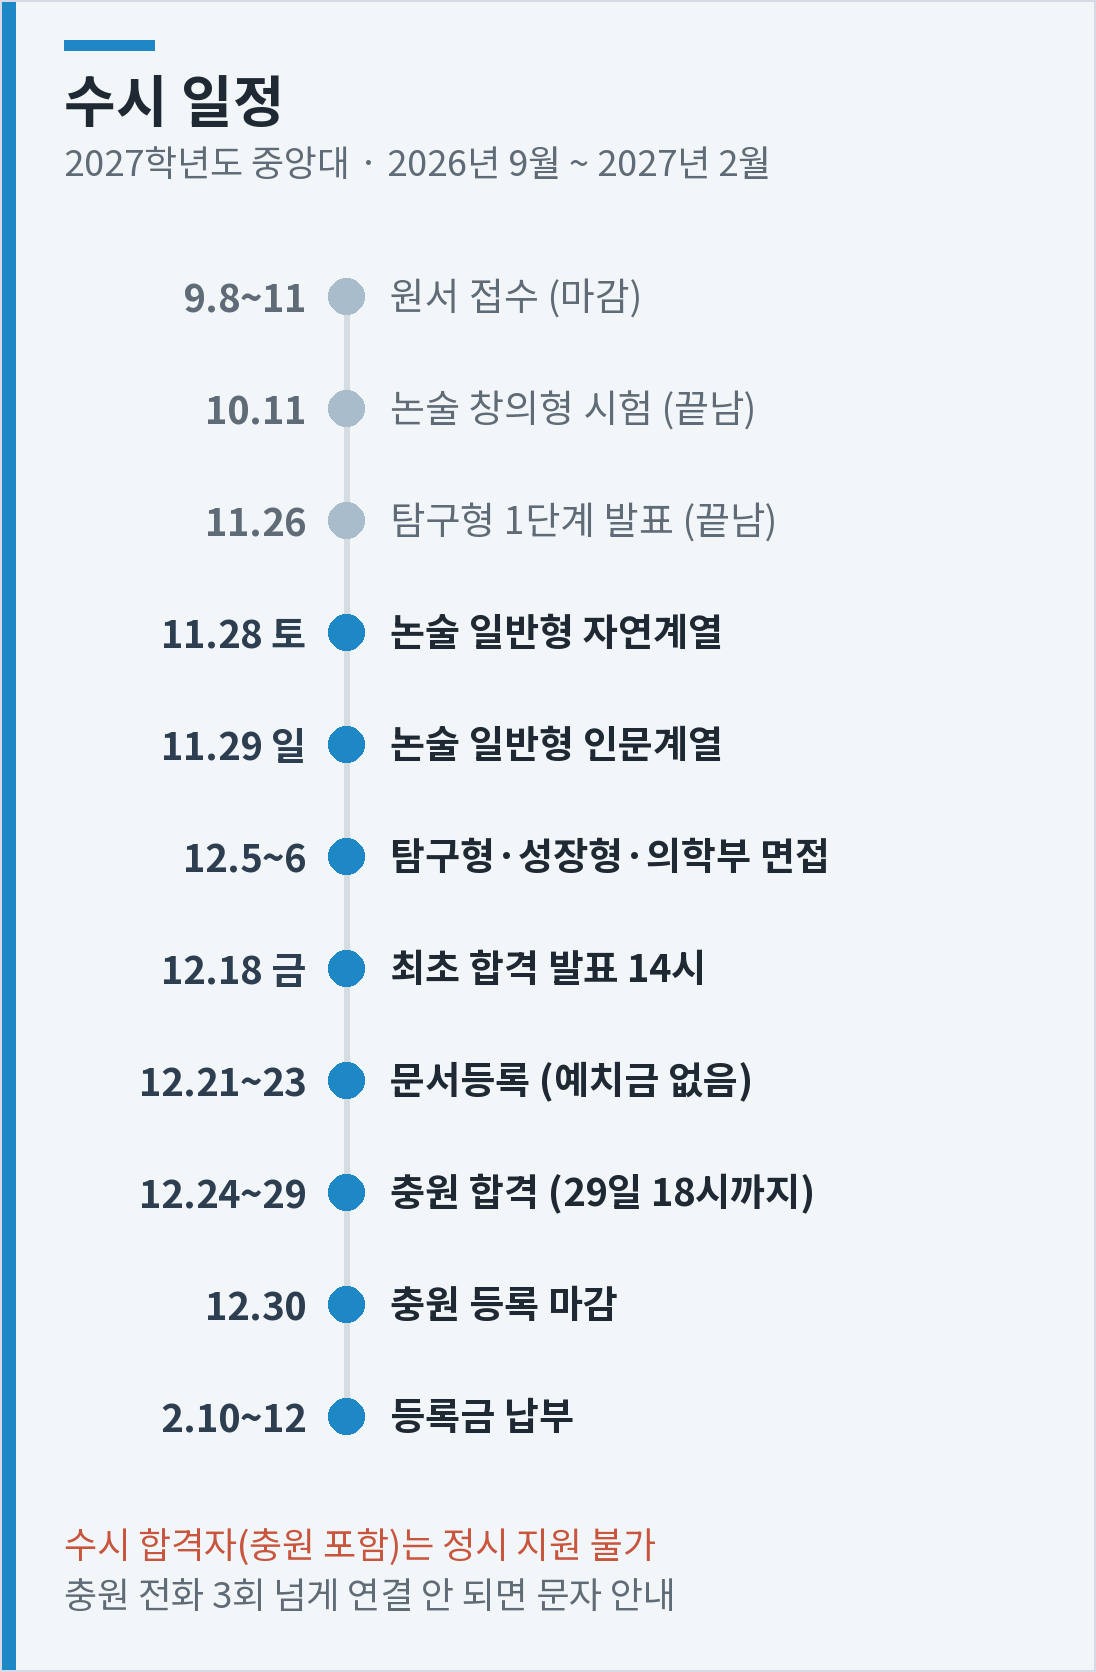 수시 일정
2027학년도 중앙대 · 2026년 9월 ~ 2027년 2월
9.8~11 원서 접수 (마감)
10.11 논술 창의형 시험 (끝남)
11.26 탐구형 1단계 발표 (끝남)
11.28 토 논술 일반형 자연계열
11.29 일 논술 일반형 인문계열
12.5~6 탐구형·성장형·의학부 면접
12.18 금 최초 합격 발표 14시
12.21~23 문서등록 (예치금 없음)
12.24~29 충원 합격 (29일 18시까지)
12.30 충원 등록 마감
2.10~12 등록금 납부
수시 합격자(충원 포함)는 정시 지원 불가
충원 전화 3회 넘게 연결 안 되면 문자 안내